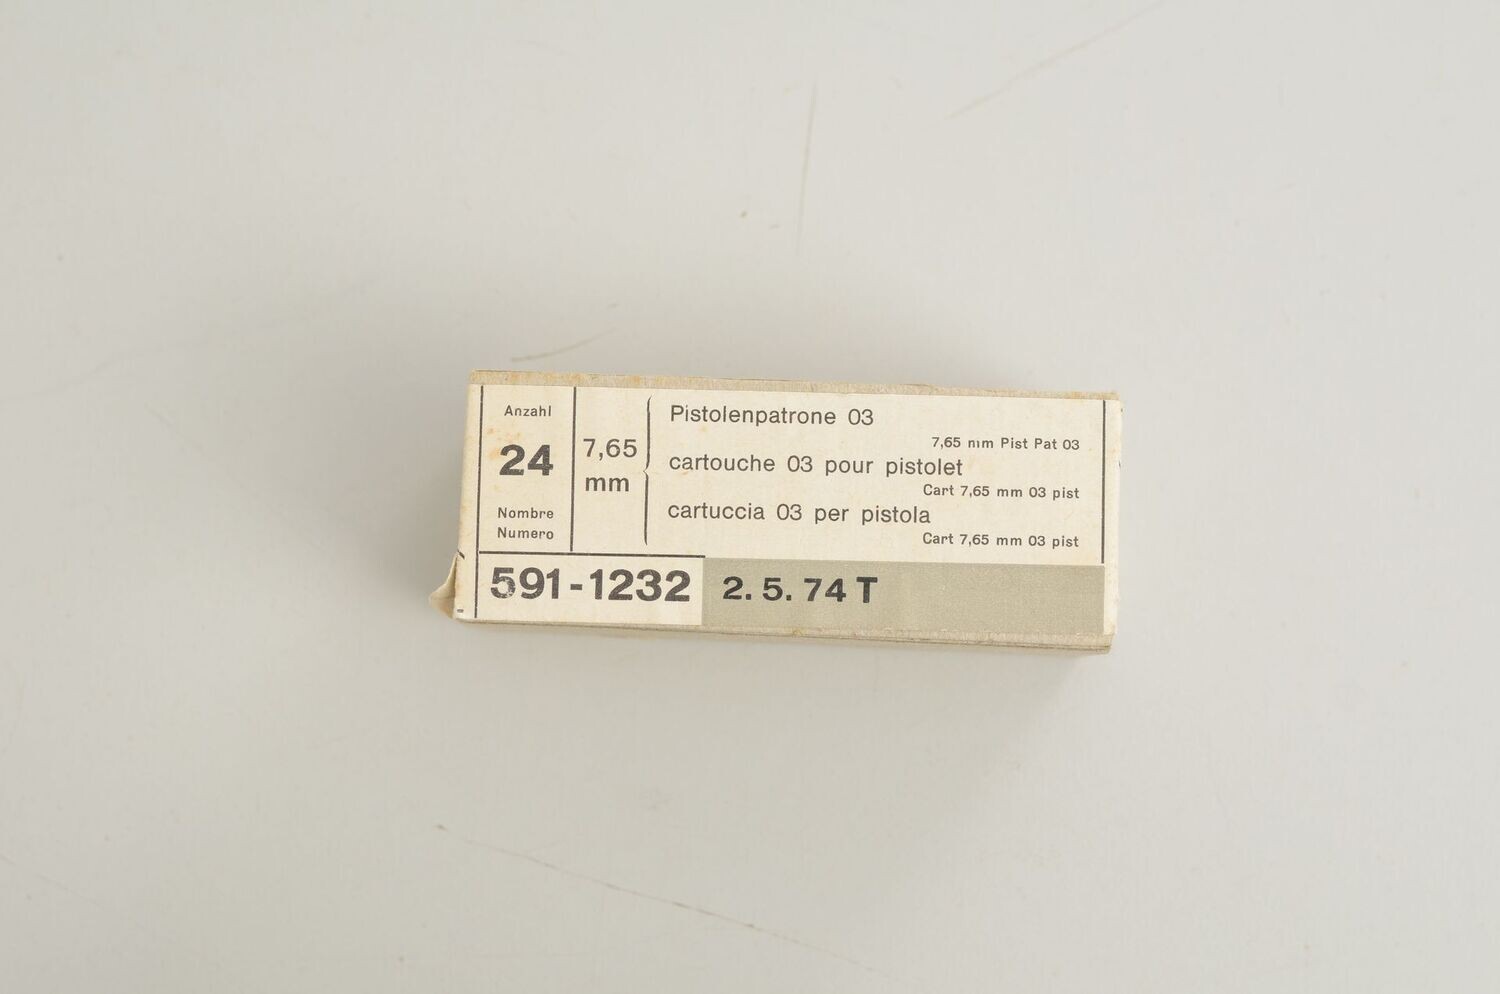 Anzahl
24
Nombre
Numero
7,65
mm
Pistolenpatrone 03
7,65 mm Pist Pat 03
cartouche 03 pour pistolet
Cart 7,65 mm 03 pist
cartuccia 03 per pistola
Cart 7,65 mm 03 pist
591-1232
2. 5. 74 T